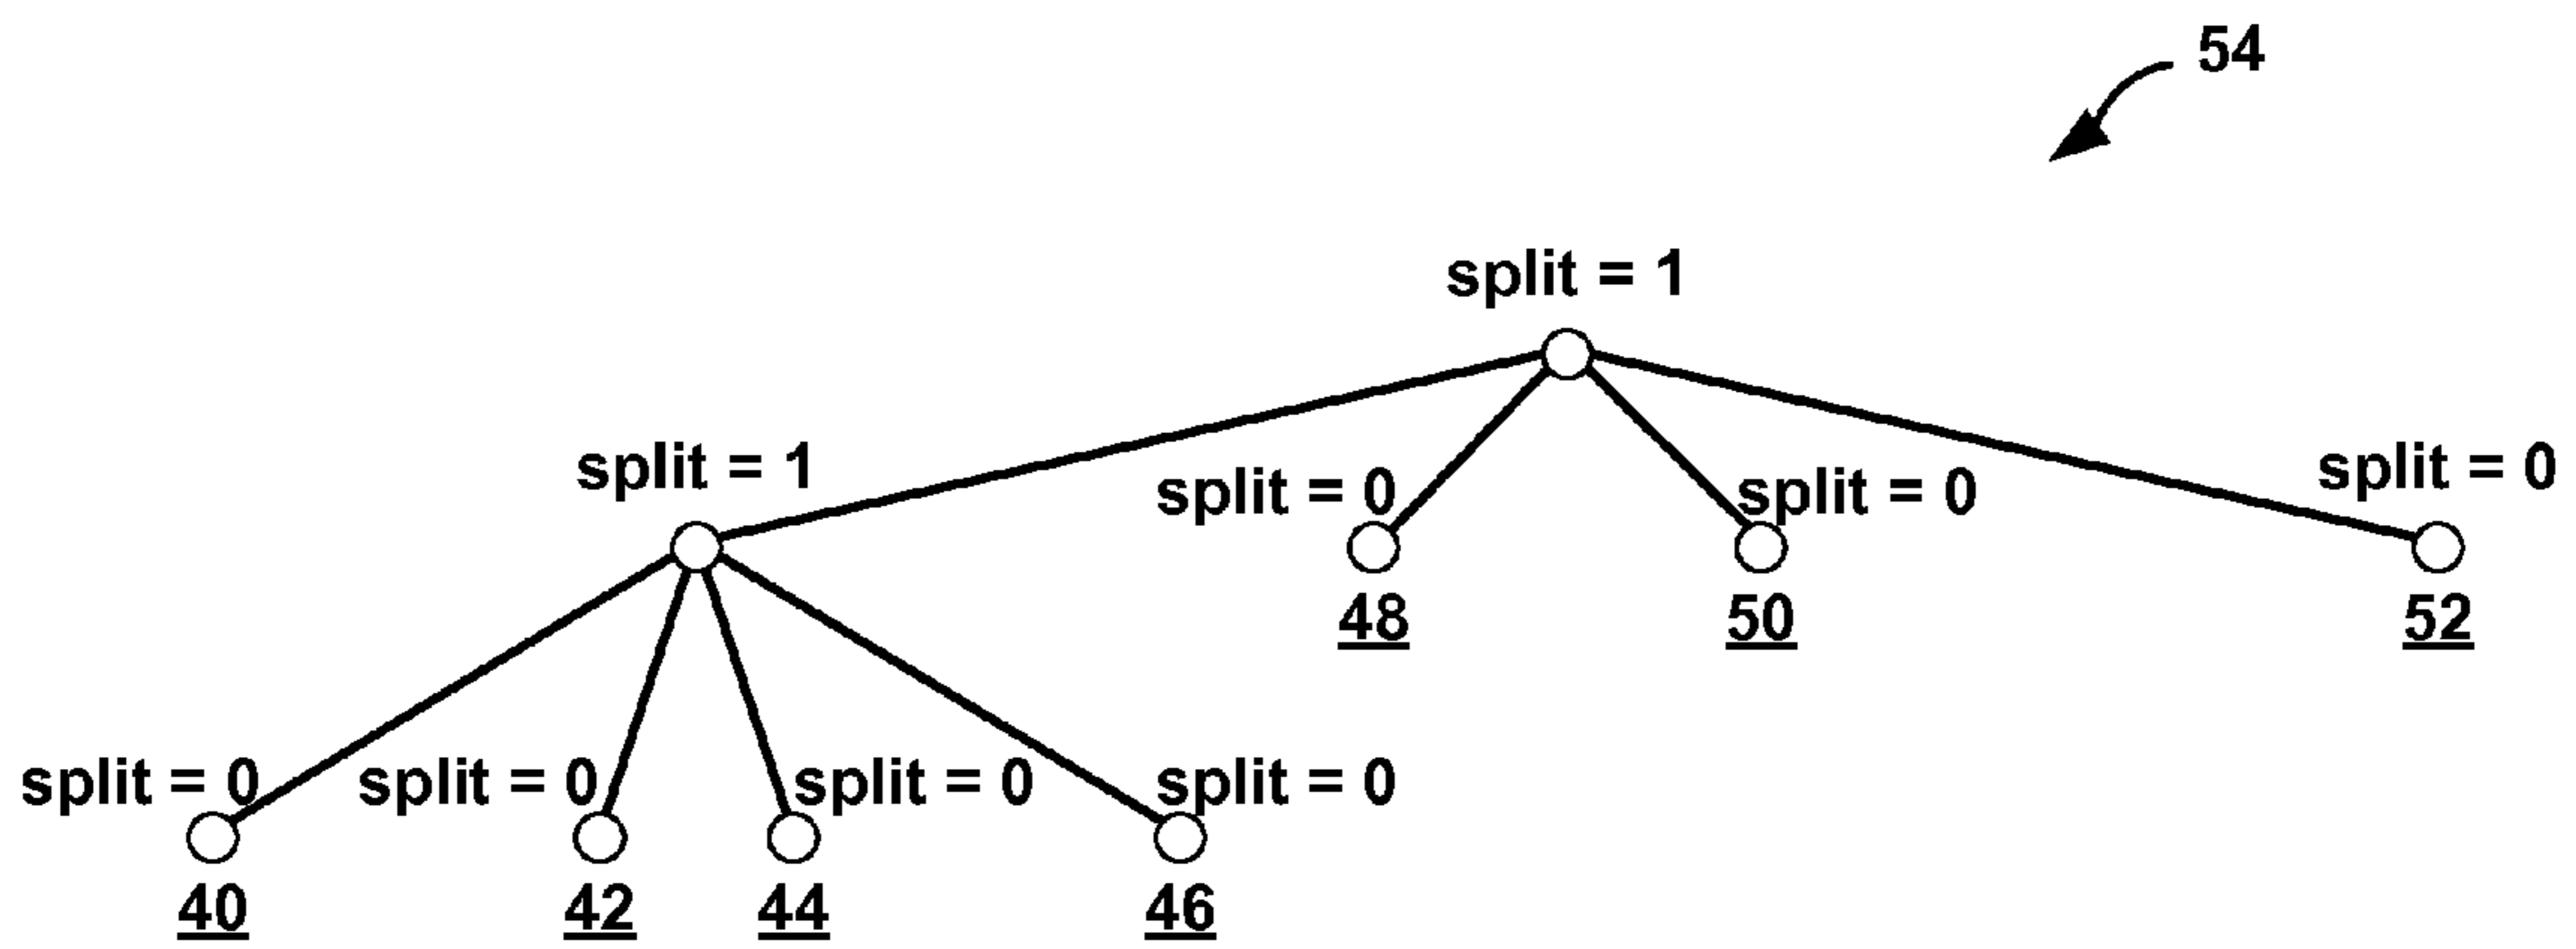 54
split = 1
split = 1
split = 0
split = 0
split = 0
48
50
52
split = 0
split = 0
split = 0
split = 0
40
42
44
46